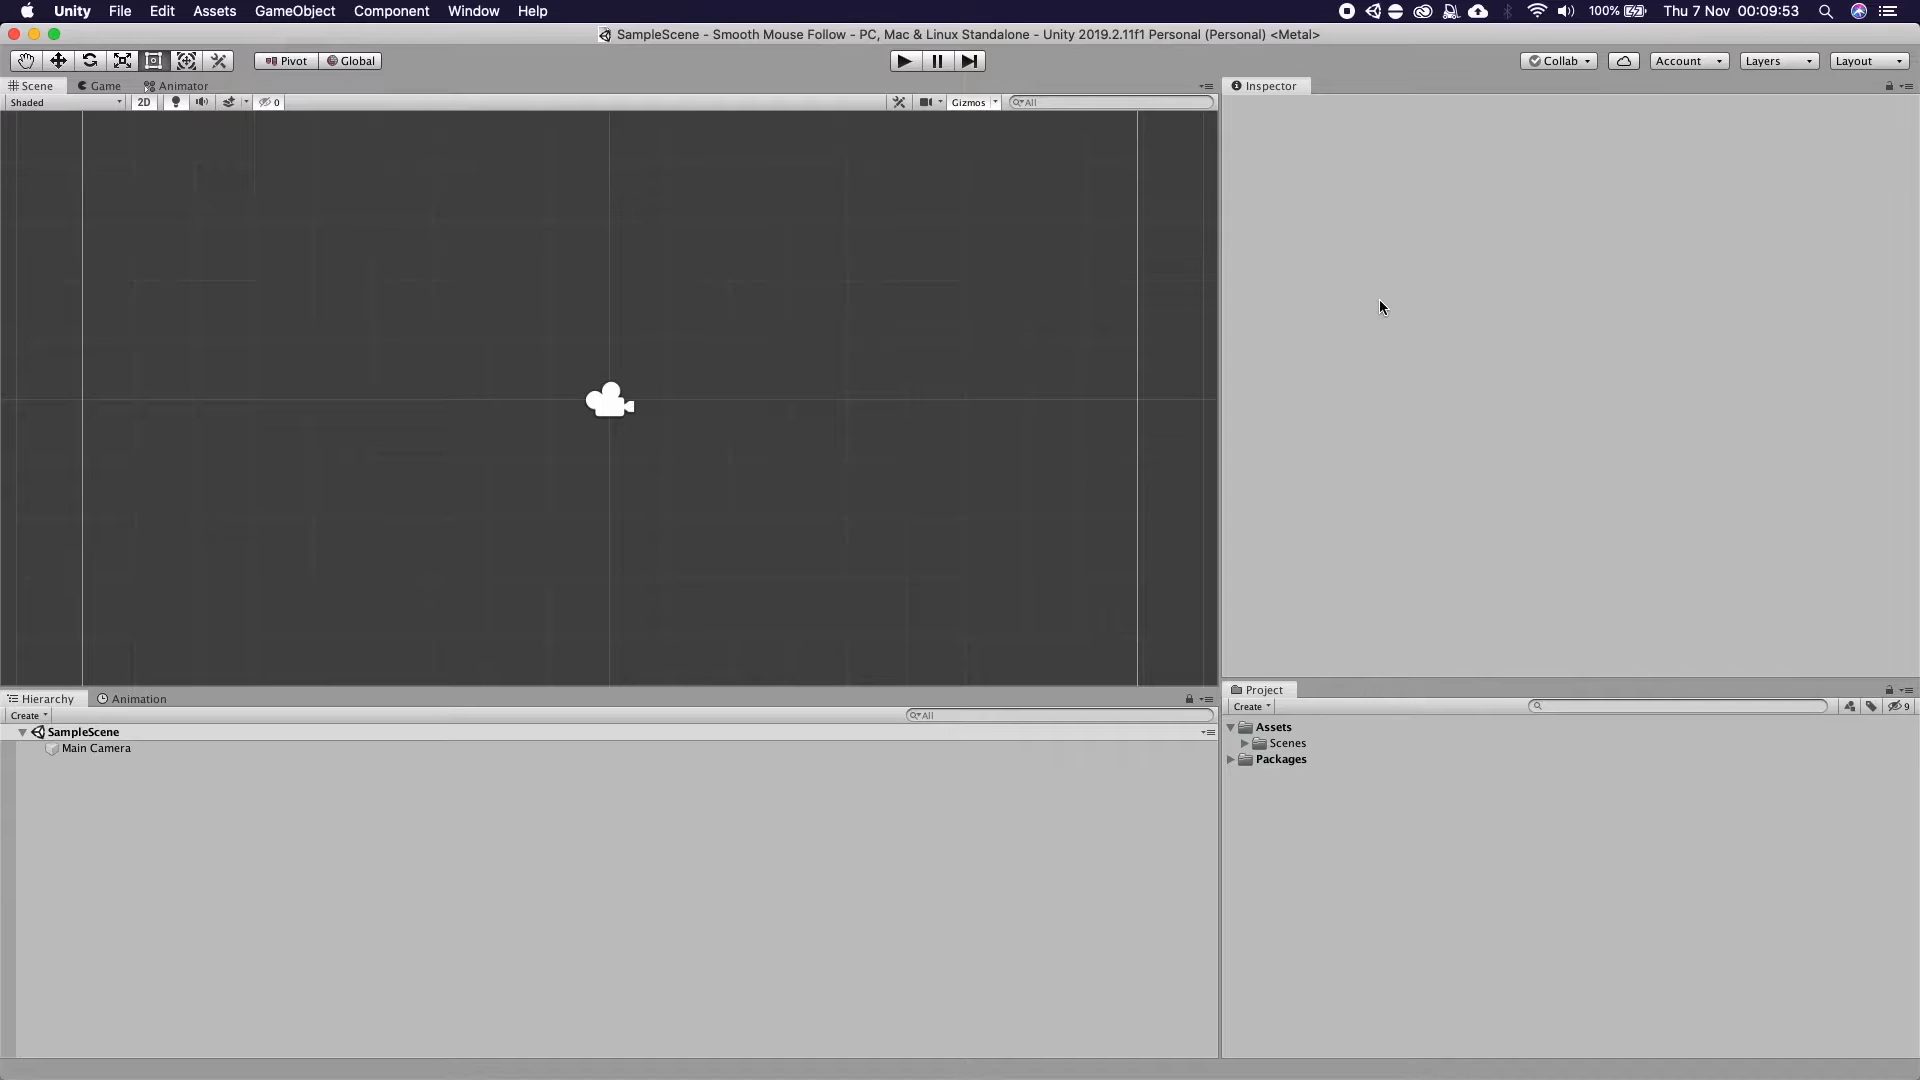 Unity File Edit Assets GameObject Component Window Help 100% Thu 7 Nov 00:09:53
SampleScene - Smooth Mouse Follow - PC, Mac & Linux Standalone - Unity 2019.2.11f1 Personal (Personal) <Metal>
Pivot Global Collab Account Layers Layout
Scene Game Animator Inspector
Shaded 2D 0 Gizmos All
Hierarchy Animation Project
Create All Create 9
SampleScene Assets
Main Camera Scenes
Packages